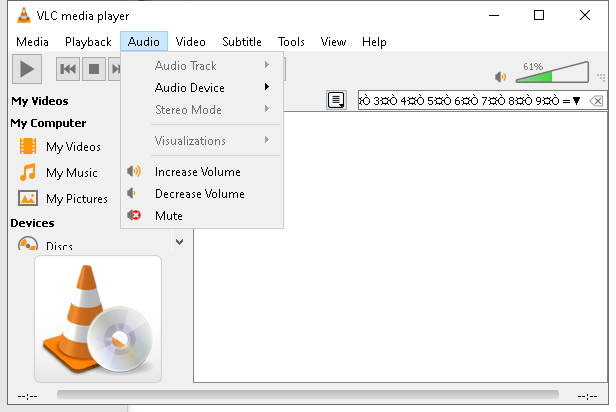 VLC media player
Media Playback Audio Video Subtitle Tools View Help
61%
Audio Track
Audio Device
Stereo Mode
Visualizations
Increase Volume
Decrease Volume
Mute
¤Ò 3¤Ò 4¤Ò 5¤Ò 6¤Ò 7¤Ò 8¤Ò 9¤Ò =▼
My Videos
My Computer
My Videos
My Music
My Pictures
Devices
Discs
--:-- --:--